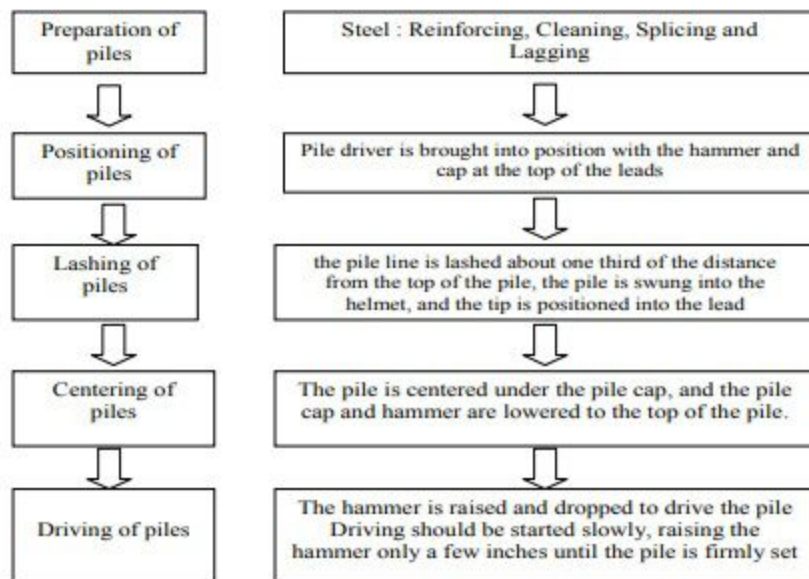 Preparation of
piles
Steel : Reinforcing, Cleaning, Splicing and
Lagging
Positioning of
piles
Pile driver is brought into position with the hammer and
cap at the top of the leads
Lashing of
piles
the pile line is lashed about one third of the distance
from the top of the pile, the pile is swung into the
helmet, and the tip is positioned into the lead
Centering of
piles
The pile is centered under the pile cap, and the pile
cap and hammer are lowered to the top of the pile.
Driving of piles
The hammer is raised and dropped to drive the pile
Driving should be started slowly, raising the
hammer only a few inches until the pile is firmly set